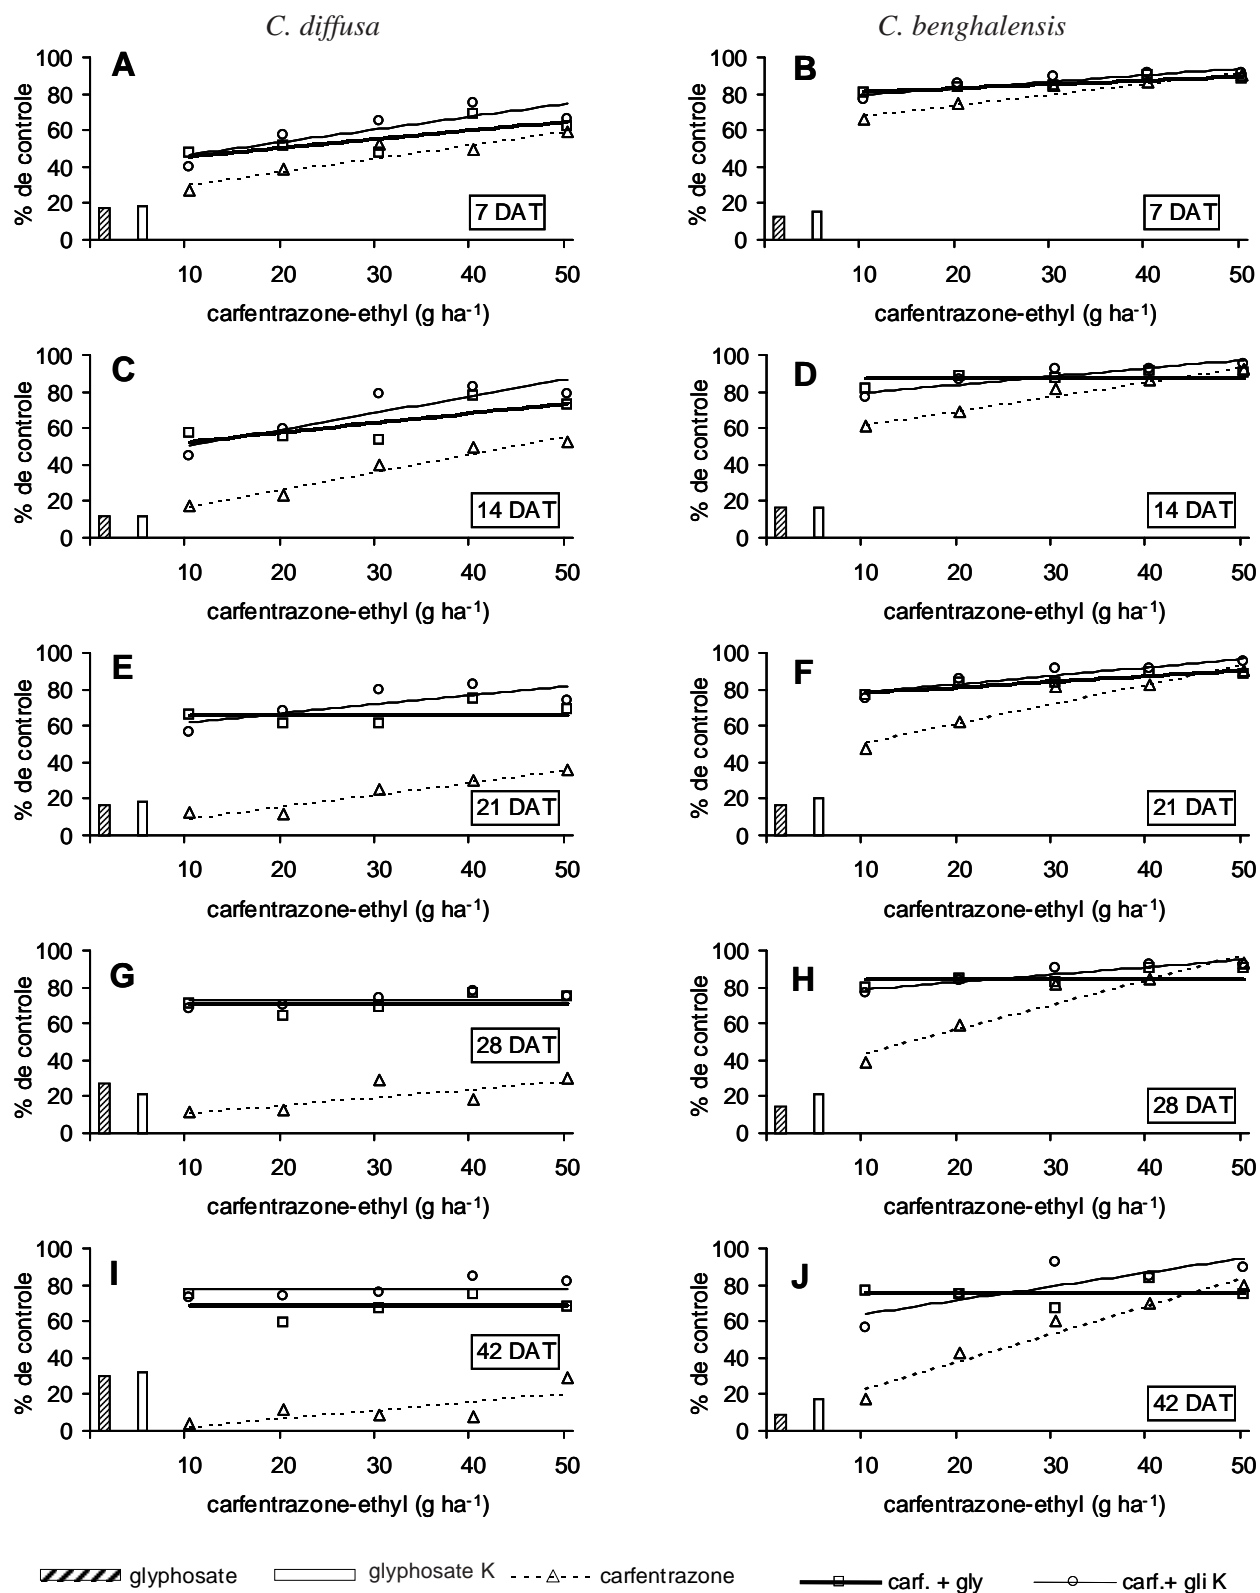 C. diffusa
C. benghalensis
A
% de controle
100
80
60
40
20
0
7 DAT
10 20 30 40 50
carfentrazone-ethyl (g ha-1)
B
% de controle
100
80
60
40
20
0
7 DAT
10 20 30 40 50
carfentrazone-ethyl (g ha-1)
C
% de controle
100
80
60
40
20
0
14 DAT
10 20 30 40 50
carfentrazone-ethyl (g ha-1)
D
% de controle
100
80
60
40
20
0
14 DAT
10 20 30 40 50
carfentrazone-ethyl (g ha-1)
E
% de controle
100
80
60
40
20
0
21 DAT
10 20 30 40 50
carfentrazone-ethyl (g ha-1)
F
% de controle
100
80
60
40
20
0
21 DAT
10 20 30 40 50
carfentrazone-ethyl (g ha-1)
G
% de controle
100
80
60
40
20
0
28 DAT
10 20 30 40 50
carfentrazone-ethyl (g ha-1)
H
% de controle
100
80
60
40
20
0
28 DAT
10 20 30 40 50
carfentrazone-ethyl (g ha-1)
I
% de controle
100
80
60
40
20
0
42 DAT
10 20 30 40 50
carfentrazone-ethyl (g ha-1)
J
% de controle
100
80
60
40
20
0
42 DAT
10 20 30 40 50
carfentrazone-ethyl (g ha-1)
glyphosate
glyphosate K
carfentrazone
carf. + gly
carf.+ gli K